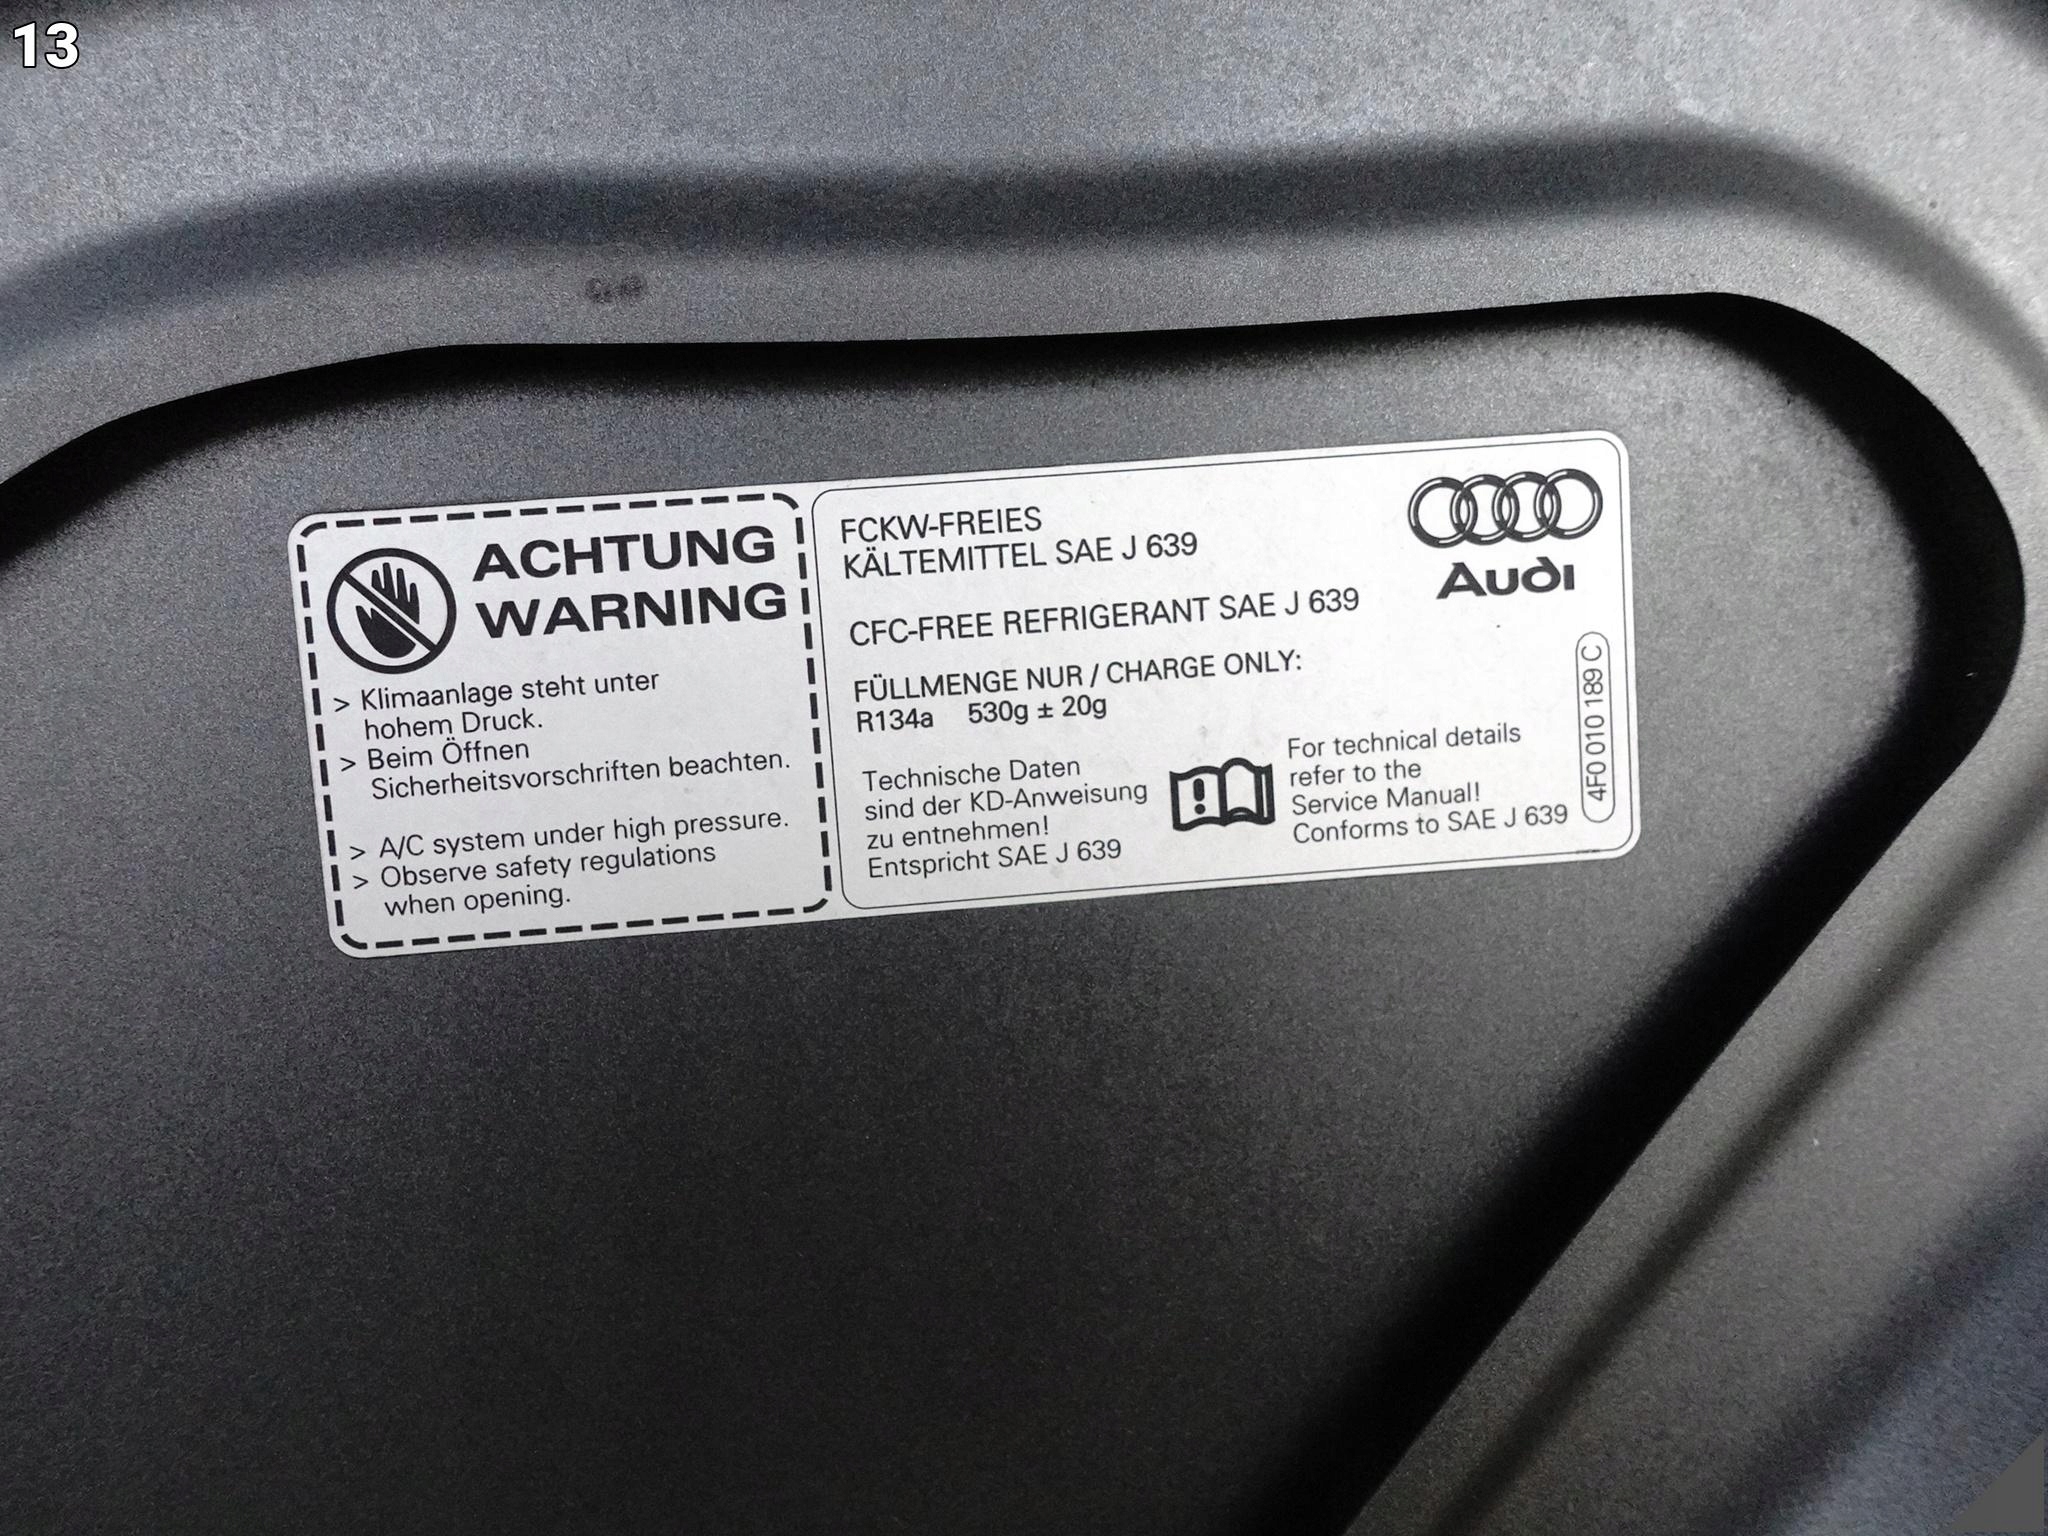 13
ACHTUNG
WARNING
> Klimaanlage steht unter
hohem Druck.
> Beim Öffnen
Sicherheitsvorschriften beachten.
> A/C system under high pressure.
> Observe safety regulations
when opening.
FCKW-FREIES
KÄLTEMITTEL SAE J 639
CFC-FREE REFRIGERANT SAE J 639
FÜLLMENGE NUR / CHARGE ONLY:
R134a 530g ± 20g
Technische Daten
sind der KD-Anweisung
zu entnehmen!
Entspricht SAE J 639
For technical details
refer to the
Service Manual!
Conforms to SAE J 639
Audi
4F0 010 189 C